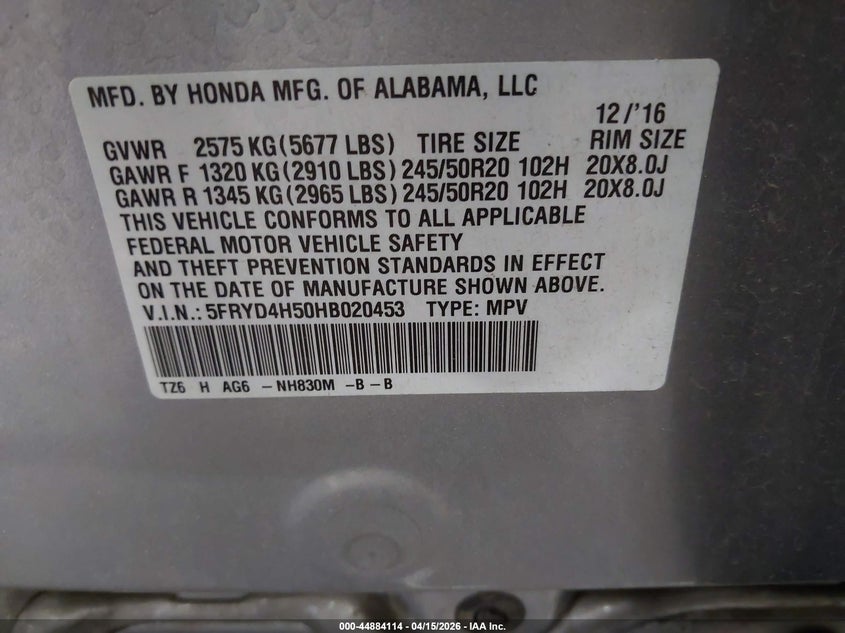 MFD. BY HONDA MFG. OF ALABAMA, LLC
12/'16
GVWR 2575 KG(5677 LBS) TIRE SIZE RIM SIZE
GAWR F 1320 KG(2910 LBS) 245/50R20 102H 20X8.0J
GAWR R 1345 KG(2965 LBS) 245/50R20 102H 20X8.0J
THIS VEHICLE CONFORMS TO ALL APPLICABLE
FEDERAL MOTOR VEHICLE SAFETY
AND THEFT PREVENTION STANDARDS IN EFFECT
ON THE DATE OF MANUFACTURE SHOWN ABOVE.
V.I.N.: 5FRYD4H50HB020453 TYPE: MPV
TZ6 H AG6 -NH830M -B-B
000-44884114 - 04/15/2026 - IAA Inc.